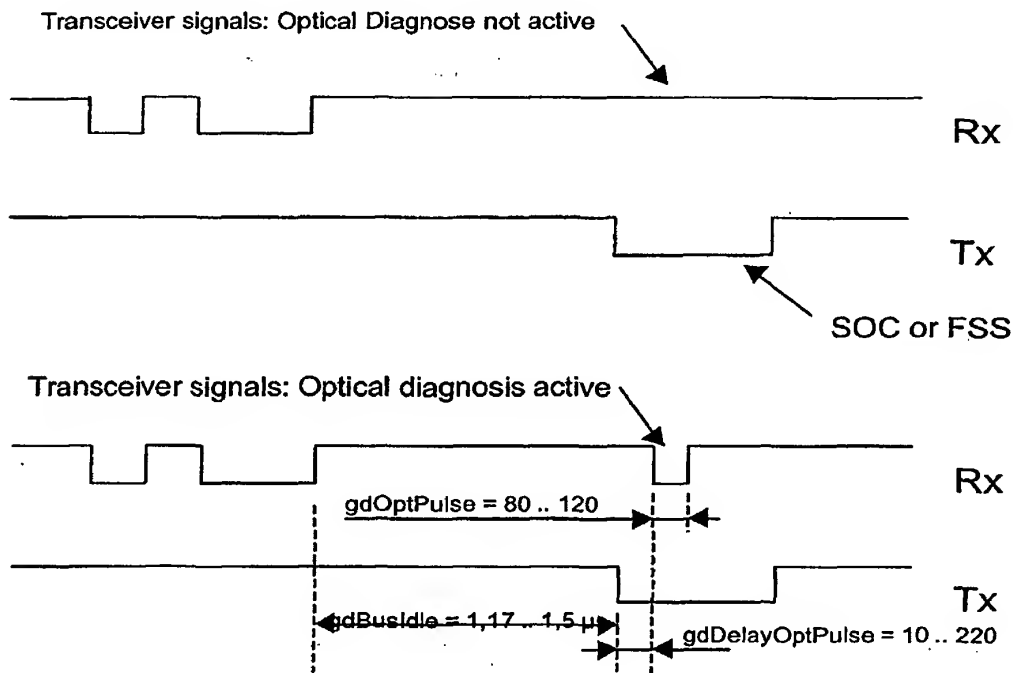 Transceiver signals: Optical Diagnose not active
Rx
Tx
SOC or FSS
Transceiver signals: Optical diagnosis active
Rx
gdOptPulse = 80 .. 120
Tx
gdBusIdle = 1,17 .. 1,5 µs
gdDelayOptPulse = 10 .. 220